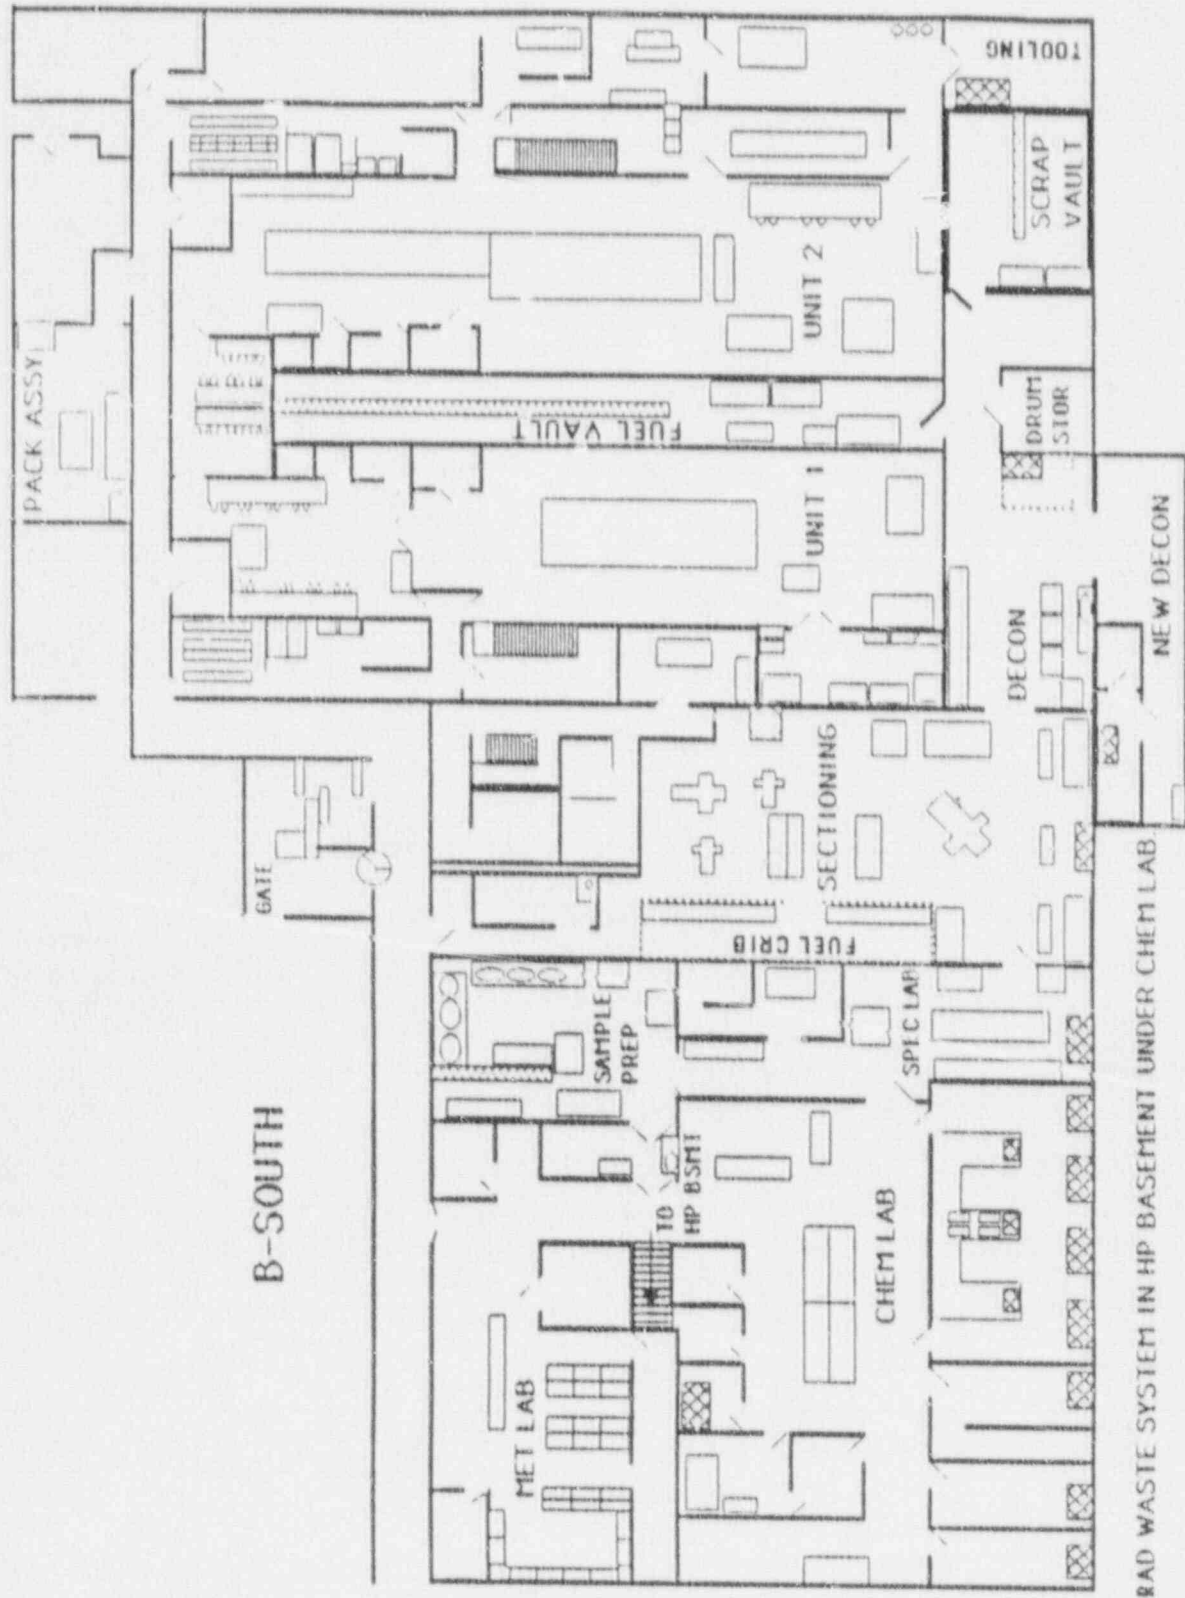 B-SOUTH
PACK ASSY
TOOLING
SCRAP
VAULT
UNIT 2
FUEL VAULT
DRUM
STOR
UNIT 1
NEW DECON
DECON
GATE
SECTIONING
FUEL CRIB
SAMPLE
PREP
SPEC LAB
TO
HP BSMT
CHEM LAB
MET LAB
RAD WASTE SYSTEM IN HP BASEMENT UNDER CHEM LAB.